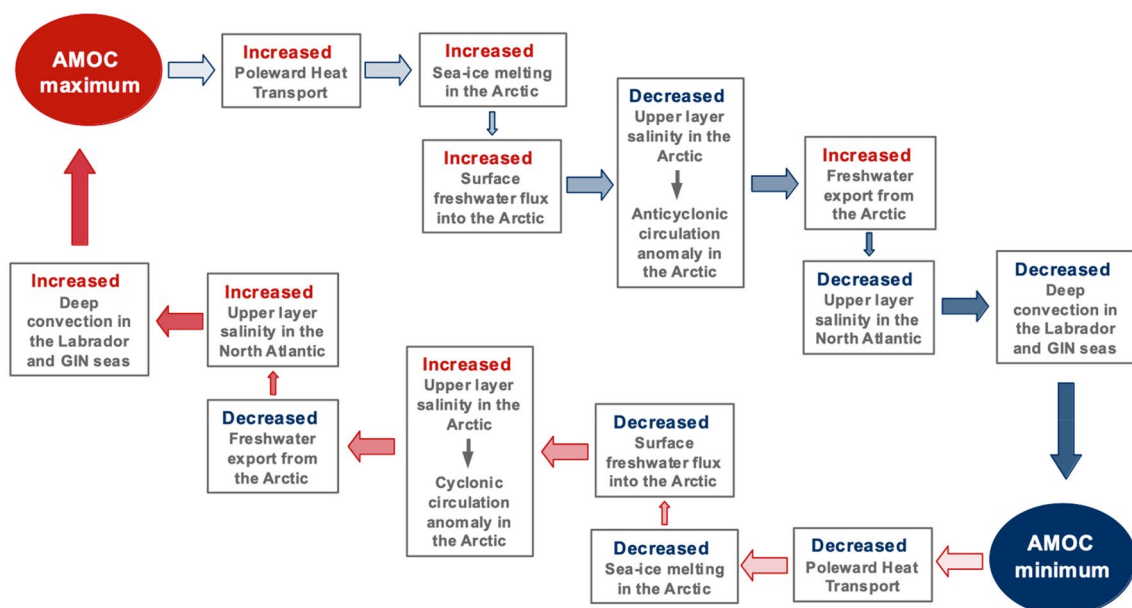 AMOC
maximum
Increased
Poleward Heat
Transport
Increased
Sea-ice melting
in the Arctic
Increased
Surface
freshwater flux
into the Arctic
Decreased
Upper layer
salinity in the
Arctic
Anticyclonic
circulation
anomaly in
the Arctic
Increased
Freshwater
export from
the Arctic
Decreased
Upper layer
salinity in the
North Atlantic
Decreased
Deep
convection in
the Labrador
and GIN seas
AMOC
minimum
Decreased
Poleward Heat
Transport
Decreased
Sea-ice melting
in the Arctic
Decreased
Surface
freshwater flux
into the Arctic
Increased
Upper layer
salinity in the
Arctic
Cyclonic
circulation
anomaly in
the Arctic
Decreased
Freshwater
export from
the Arctic
Increased
Upper layer
salinity in the
North Atlantic
Increased
Deep
convection in
the Labrador
and GIN seas